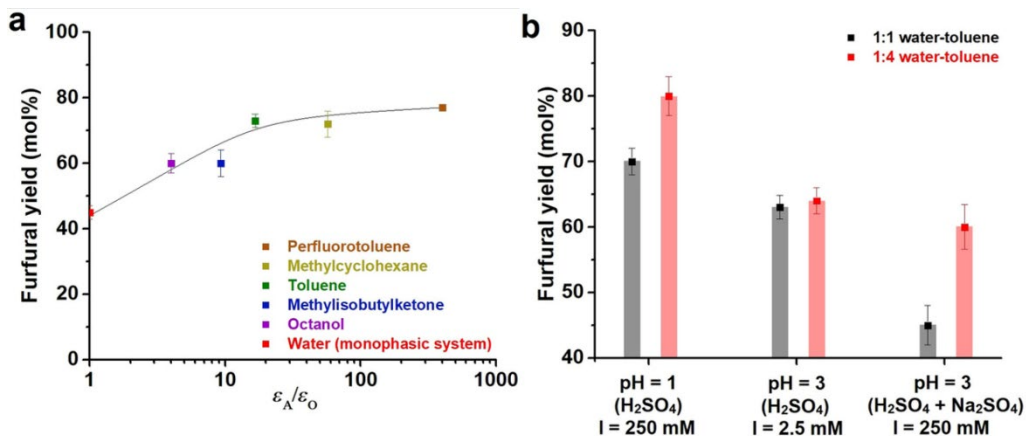 a
Furfural yield (mol%)
100
80
60
40
20
0
Perfluorotoluene
Methylcyclohexane
Toluene
Methylisobutylketone
Octanol
Water (monophasic system)
1 10 100 1000
εA/εO
b
Furfural yield (mol%)
90
80
70
60
50
40
1:1 water-toluene
1:4 water-toluene
pH = 1
(H₂SO₄)
I = 250 mM
pH = 3
(H₂SO₄)
I = 2.5 mM
pH = 3
(H₂SO₄ + Na₂SO₄)
I = 250 mM